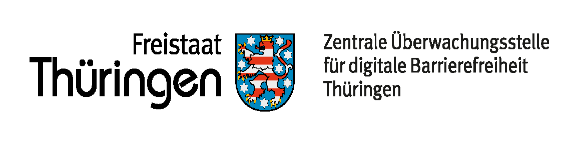 Freistaat
Thüringen
Zentrale Überwachungsstelle
für digitale Barrierefreiheit
Thüringen